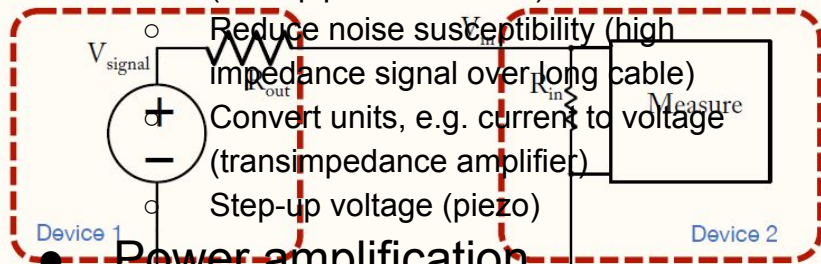 Reduce noise susceptibility (high
impedance signal over long cable)
Convert units, e.g. current to voltage
(transimpedance amplifier)
Step-up voltage (piezo)
Power amplification
V_signal
R_out
V_in
R_in
Measure
Device 1
Device 2